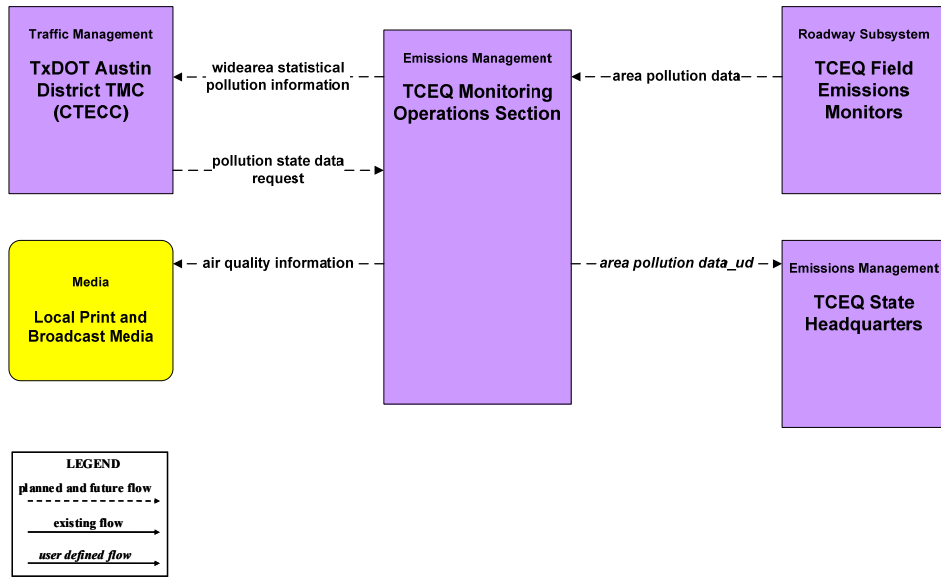 Traffic Management
TxDOT Austin
District TMC
(CTECC)
widearea statistical
pollution information
pollution state data
request
Emissions Management
TCEQ Monitoring
Operations Section
area pollution data
Roadway Subsystem
TCEQ Field
Emissions
Monitors
Media
Local Print and
Broadcast Media
air quality information
area pollution data_ud
Emissions Management
TCEQ State
Headquarters
LEGEND
planned and future flow
existing flow
user defined flow